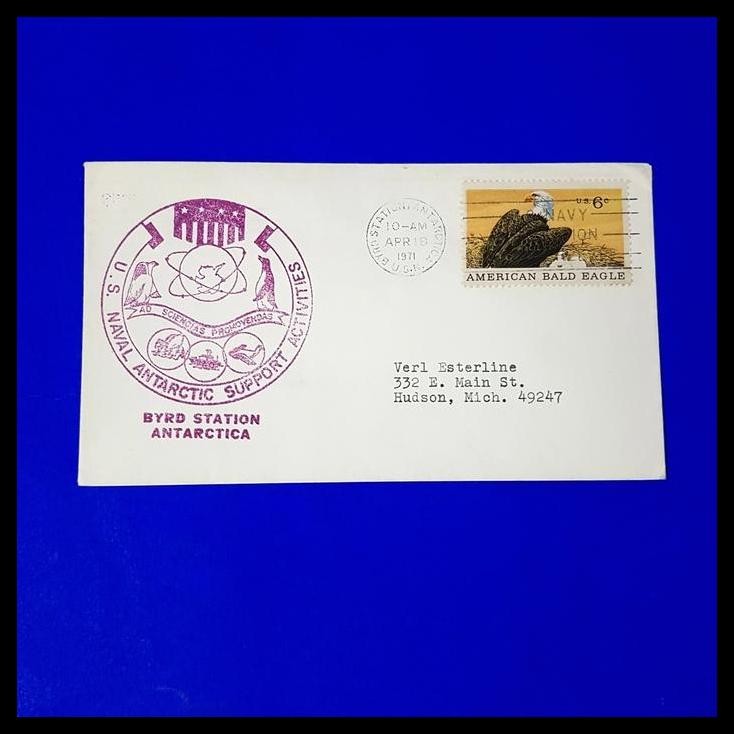 U.S. NAVAL ANTARCTIC SUPPORT ACTIVITIES
AD SCIENCIAS PROMOVENDAS
BYRD STATION
ANTARCTICA
BYRD STATION ANTARCTICA
10-AM
APR 18
1971
U.S.N.
U.S. 6c
NAVY
AMERICAN BALD EAGLE
Verl Esterline
332 E. Main St.
Hudson, Mich. 49247